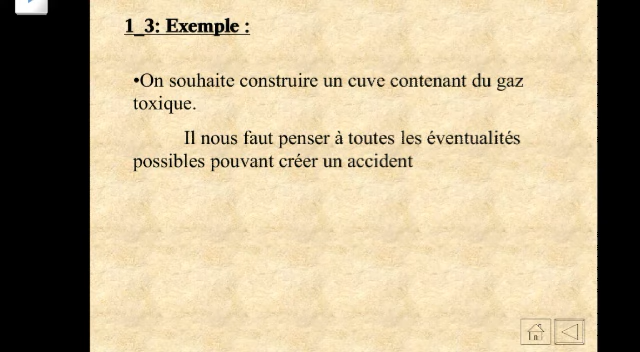 1_3: Exemple :
•On souhaite construire un cuve contenant du gaz
toxique.
Il nous faut penser à toutes les éventualités
possibles pouvant créer un accident